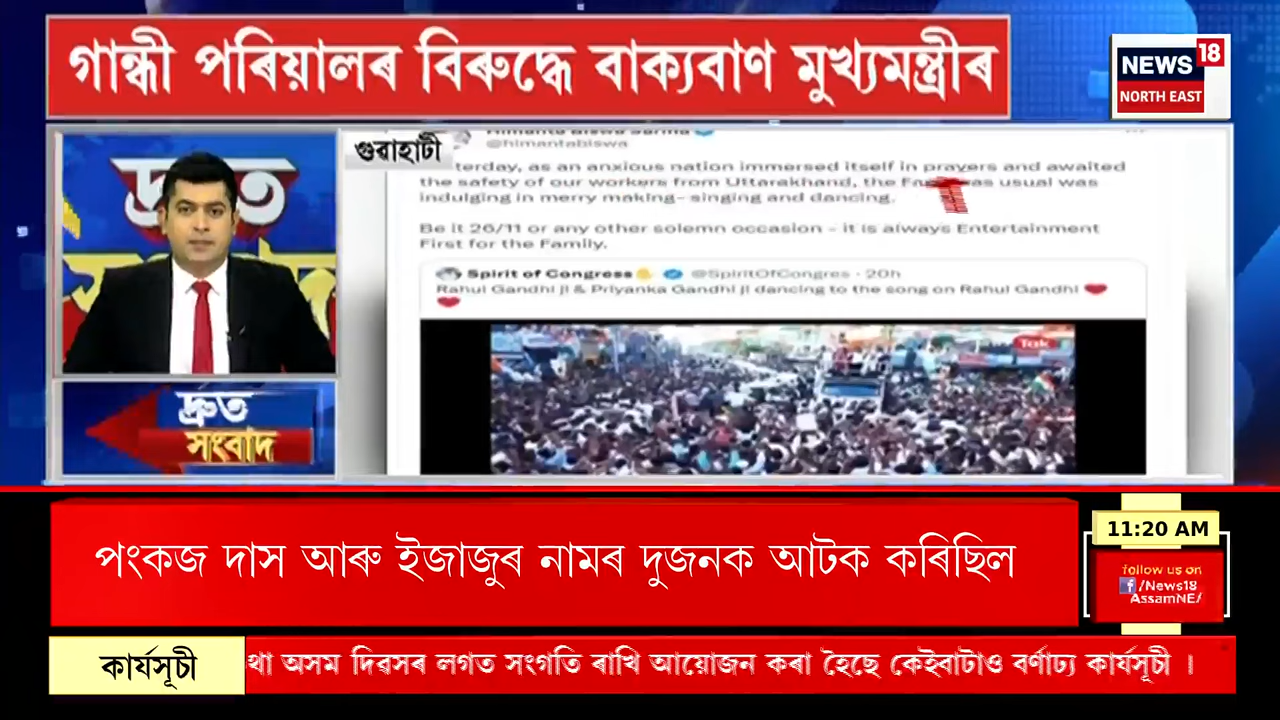 গান্ধী পৰিয়ালৰ বিৰুদ্ধে বাক্যবাণ মুখ্যমন্ত্ৰীৰ
NEWS 18
NORTH EAST
দ্ৰুত
গুৱাহাটী
Himanta Biswa Sarma
@himantabiswa
terday, as an anxious nation immersed itself in prayers and awaited
the safety of our workers from Uttarakhand, the as usual was
indulging in merry making- singing and dancing.
Be it 26/11 or any other solemn occasion - it is always Entertainment
First for the Family.
Spirit of Congress @SpiritOfCongres · 20h
Rahul Gandhi ji & Priyanka Gandhi ji dancing to the song on Rahul Gandhi
Tak
দ্ৰুত
সংবাদ
পংকজ দাস আৰু ইজাজুৰ নামৰ দুজনক আটক কৰিছিল
11:20 AM
follow us on
/News18
AssamNE/
কাৰ্যসূচী
থা অসম দিৱসৰ লগত সংগতি ৰাখি আয়োজন কৰা হৈছে কেইবাটাও বৰ্ণাঢ্য কাৰ্যসূচী ।